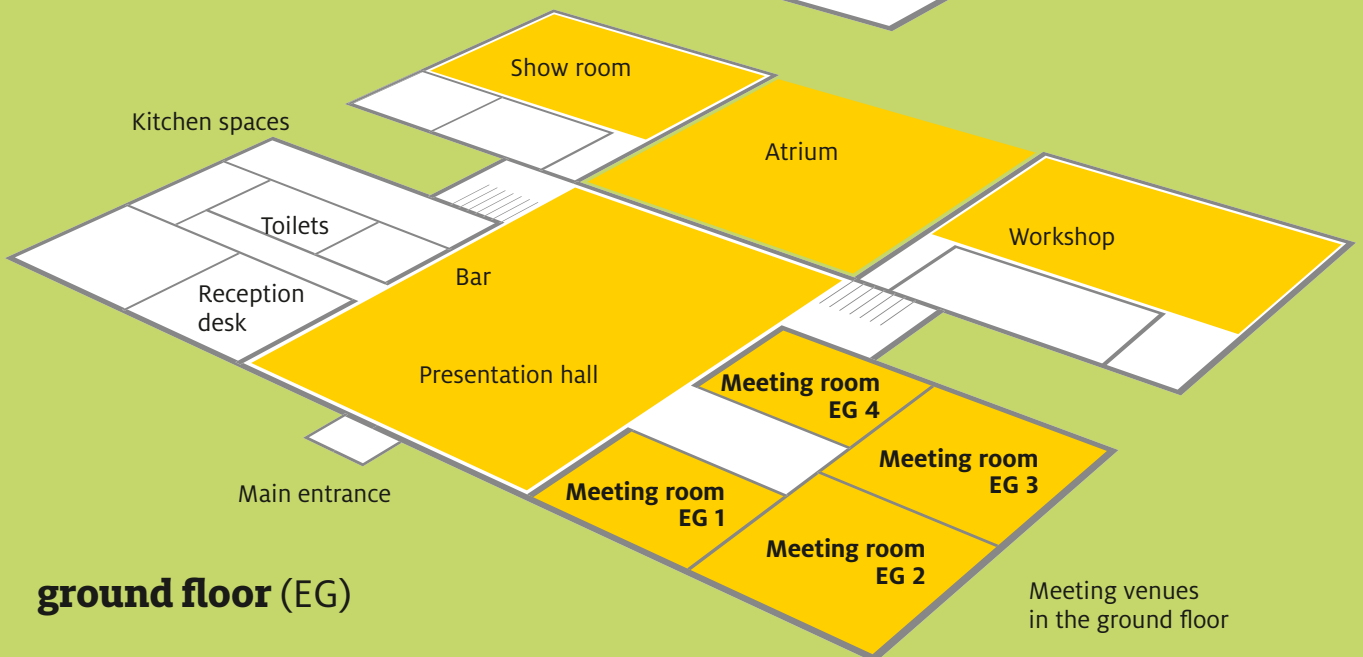 Show room
Kitchen spaces
Atrium
Toilets
Workshop
Bar
Reception
desk
Presentation hall
Meeting room
EG 4
Meeting room
EG 3
Main entrance
Meeting room
EG 1
Meeting room
EG 2
ground floor (EG)
Meeting venues
in the ground floor